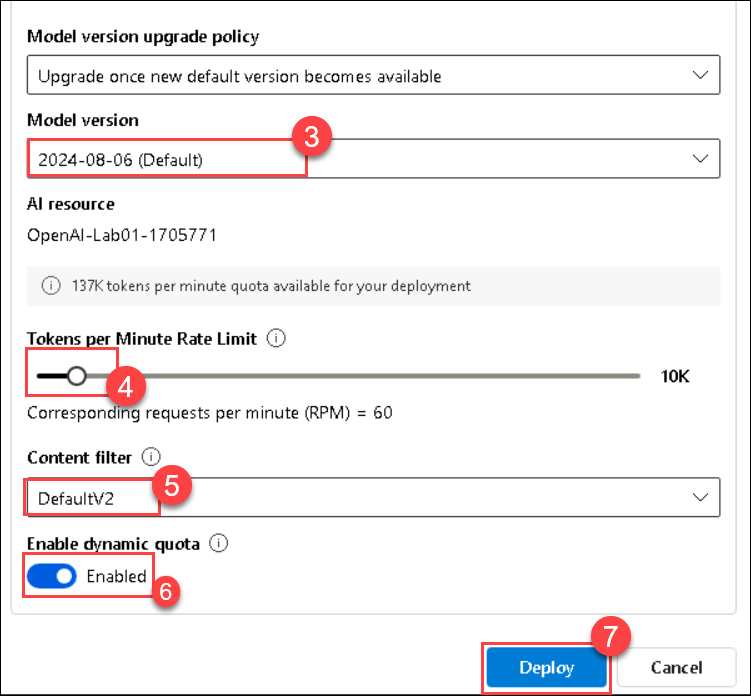 Model version upgrade policy
Upgrade once new default version becomes available
Model version
3
2024-08-06 (Default)
AI resource
OpenAI-Lab01-1705771
137K tokens per minute quota available for your deployment
Tokens per Minute Rate Limit
10K
4
Corresponding requests per minute (RPM) = 60
Content filter
5
DefaultV2
Enable dynamic quota
Enabled
6
7
Deploy Cancel